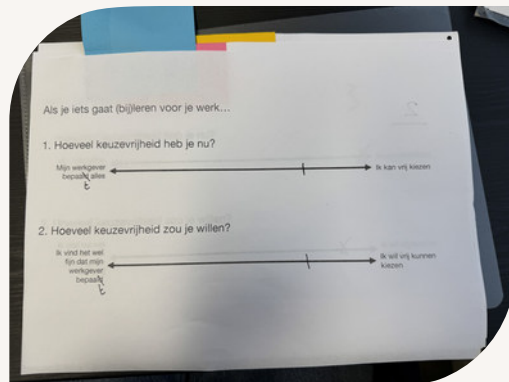 Als je iets gaat (bij)leren voor je werk...
1. Hoeveel keuzevrijheid heb je nu?
Mijn werkgever
bepaald alles
t
Ik kan vrij kiezen
2. Hoeveel keuzevrijheid zou je willen?
Ik vind het wel
fijn dat mijn
werkgever
bepaald
t
Ik wil vrij kunnen
kiezen